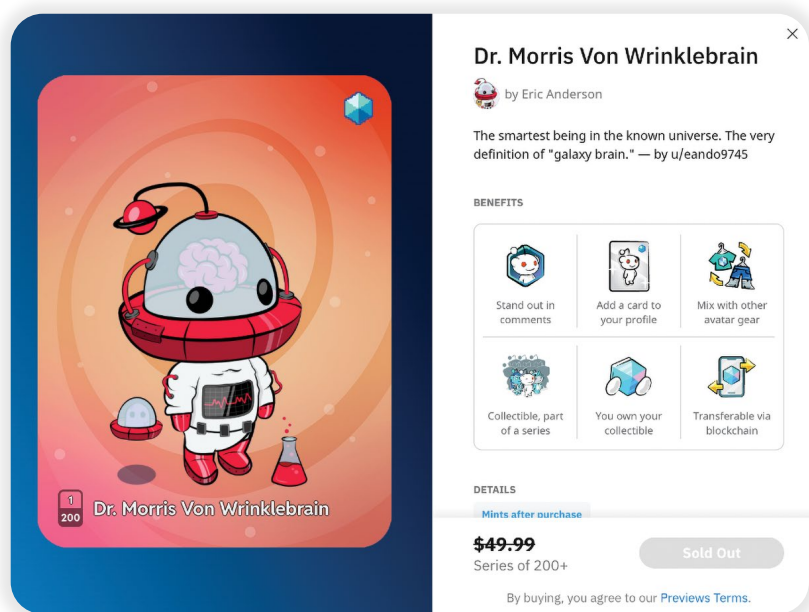 1
200
Dr. Morris Von Wrinklebrain
Dr. Morris Von Wrinklebrain
by Eric Anderson
The smartest being in the known universe. The very
definition of "galaxy brain." — by u/eando9745
BENEFITS
Stand out in
comments
Add a card to
your profile
Mix with other
avatar gear
Collectible, part
of a series
You own your
collectible
Transferable via
blockchain
DETAILS
Mints after purchase
$49.99
Sold Out
Series of 200+
By buying, you agree to our Previews Terms.